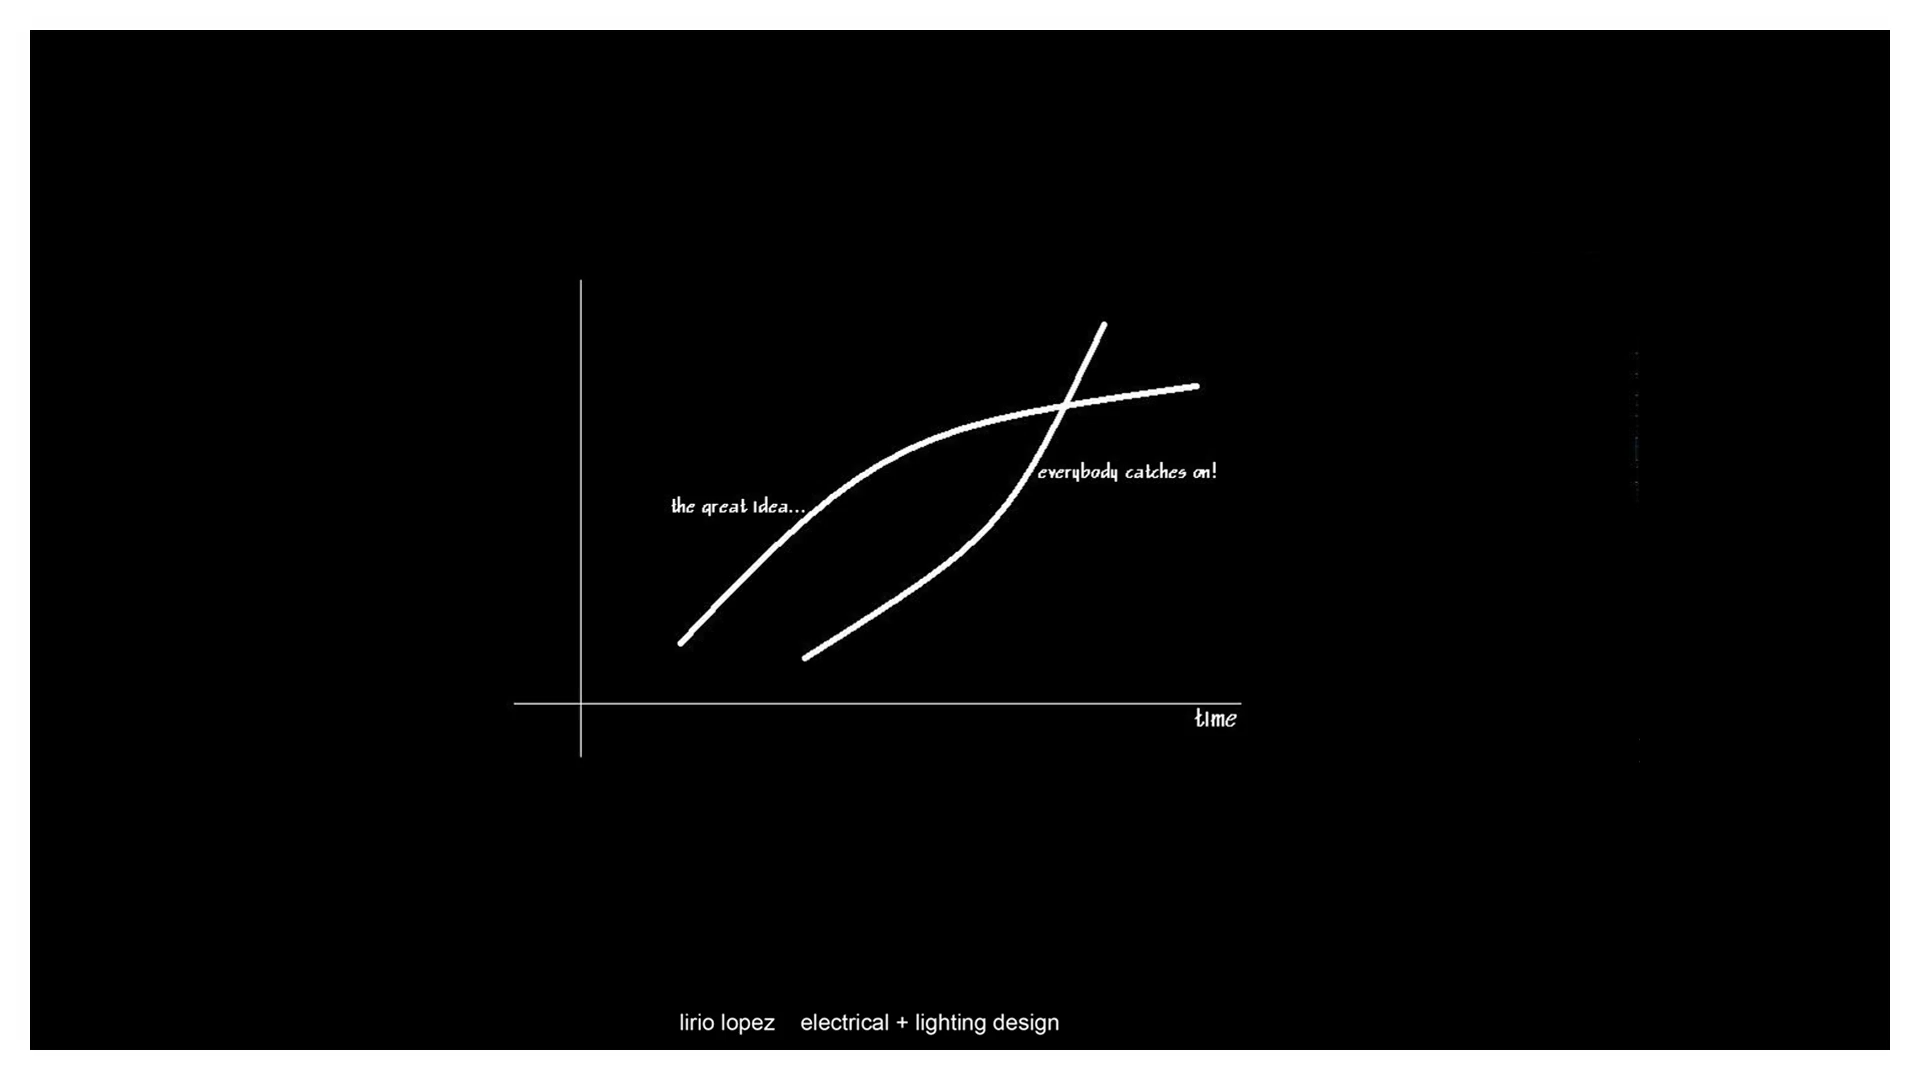 everybody catches on!
the great idea...
time
lirio lopez electrical + lighting design